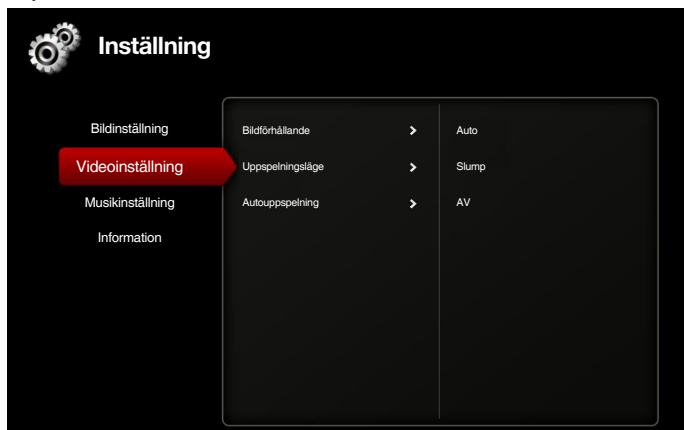 Inställning
Bildinställning
Videoinställning
Musikinställning
Information
Bildförhållande
Auto
Uppspelningsläge
Slump
Autouppspelning
AV